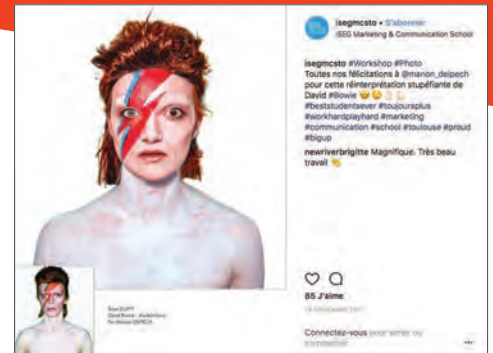 isegmcsto • S'abonner
ISEG Marketing & Communication School
isegmcsto #Workshop #Photo
Toutes nos félicitations à @manon_delpech
pour cette réinterprétation stupéfiante de
David #Bowie
#beststudentsever #toujoursplus
#workhardplayhard #marketing
#communication #school #toulouse #proud
#bigup
newriverbrigitte Magnifique. Très beau
travail
85 J'aime
Connectez-vous pour aimer ou
commenter